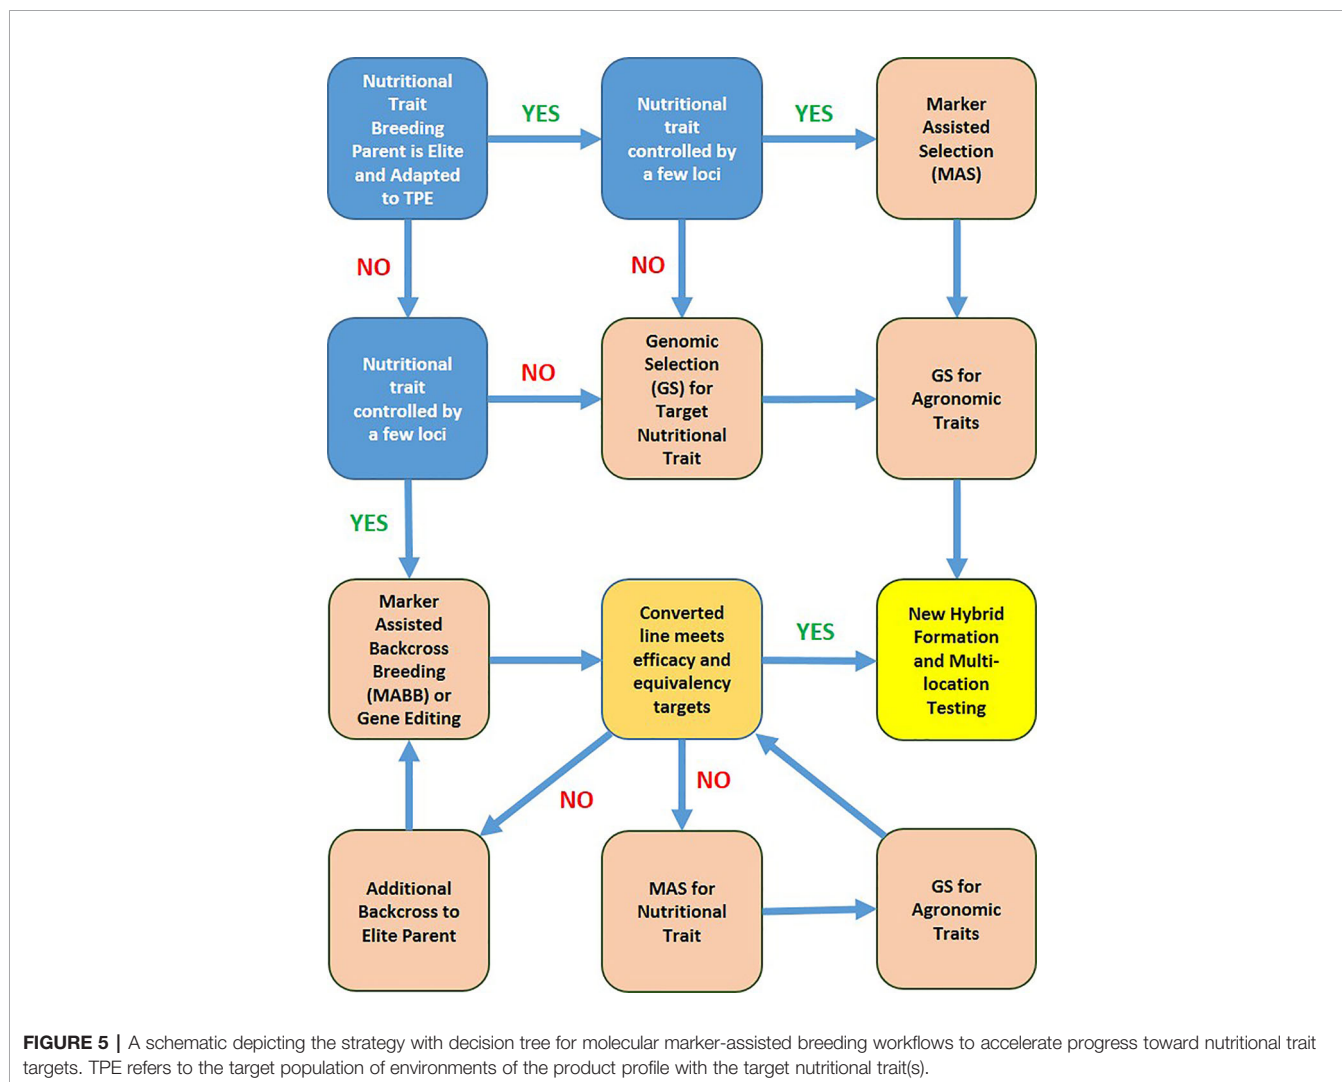 Nutritional
Trait
Breeding
Parent is Elite
and Adapted
to TPE
YES
Nutritional
trait
controlled by
a few loci
YES
Marker
Assisted
Selection
(MAS)
NO
NO
Nutritional
trait
controlled by
a few loci
NO
Genomic
Selection
(GS) for
Target
Nutritional
Trait
GS for
Agronomic
Traits
YES
Marker
Assisted
Backcross
Breeding
(MABB) or
Gene Editing
Converted
line meets
efficacy and
equivalency
targets
YES
New Hybrid
Formation
and Multi-
location
Testing
NO
NO
Additional
Backcross to
Elite Parent
MAS for
Nutritional
Trait
GS for
Agronomic
Traits
FIGURE 5 | A schematic depicting the strategy with decision tree for molecular marker-assisted breeding workflows to accelerate progress toward nutritional trait
targets. TPE refers to the target population of environments of the product profile with the target nutritional trait(s).